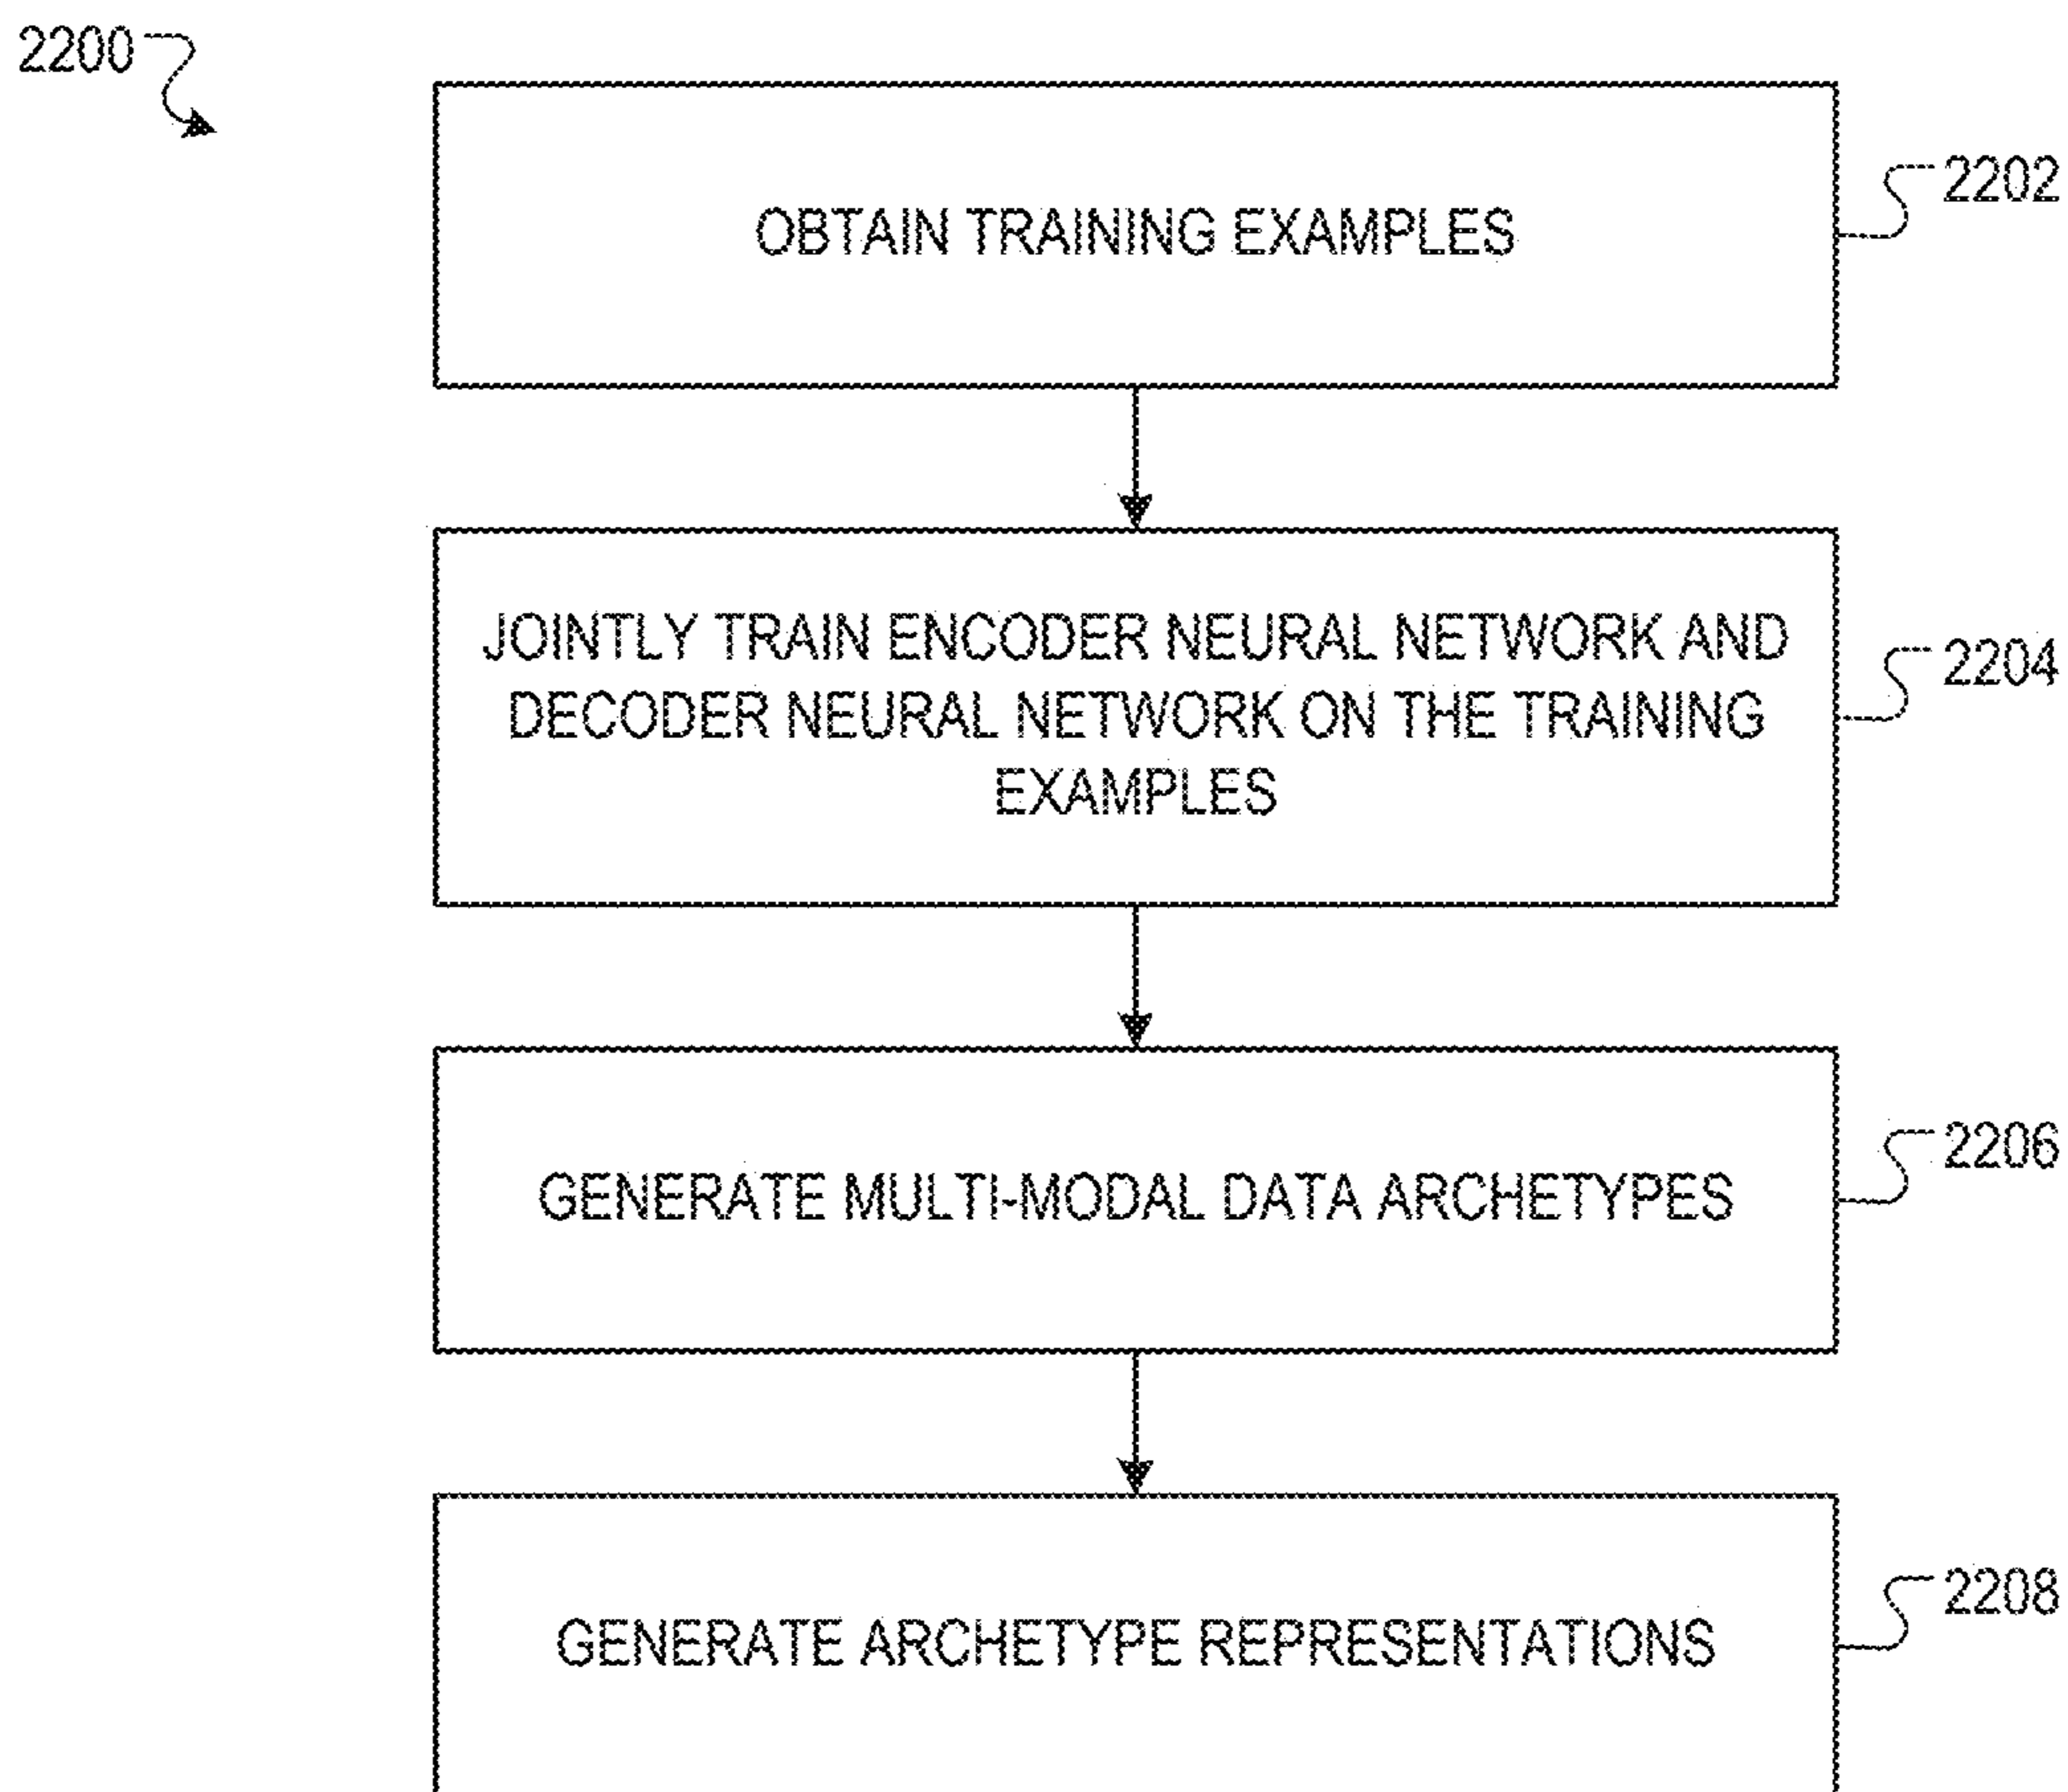 2200
OBTAIN TRAINING EXAMPLES
2202
JOINTLY TRAIN ENCODER NEURAL NETWORK AND
DECODER NEURAL NETWORK ON THE TRAINING
EXAMPLES
2204
GENERATE MULTI-MODAL DATA ARCHETYPES
2206
GENERATE ARCHETYPE REPRESENTATIONS
2208